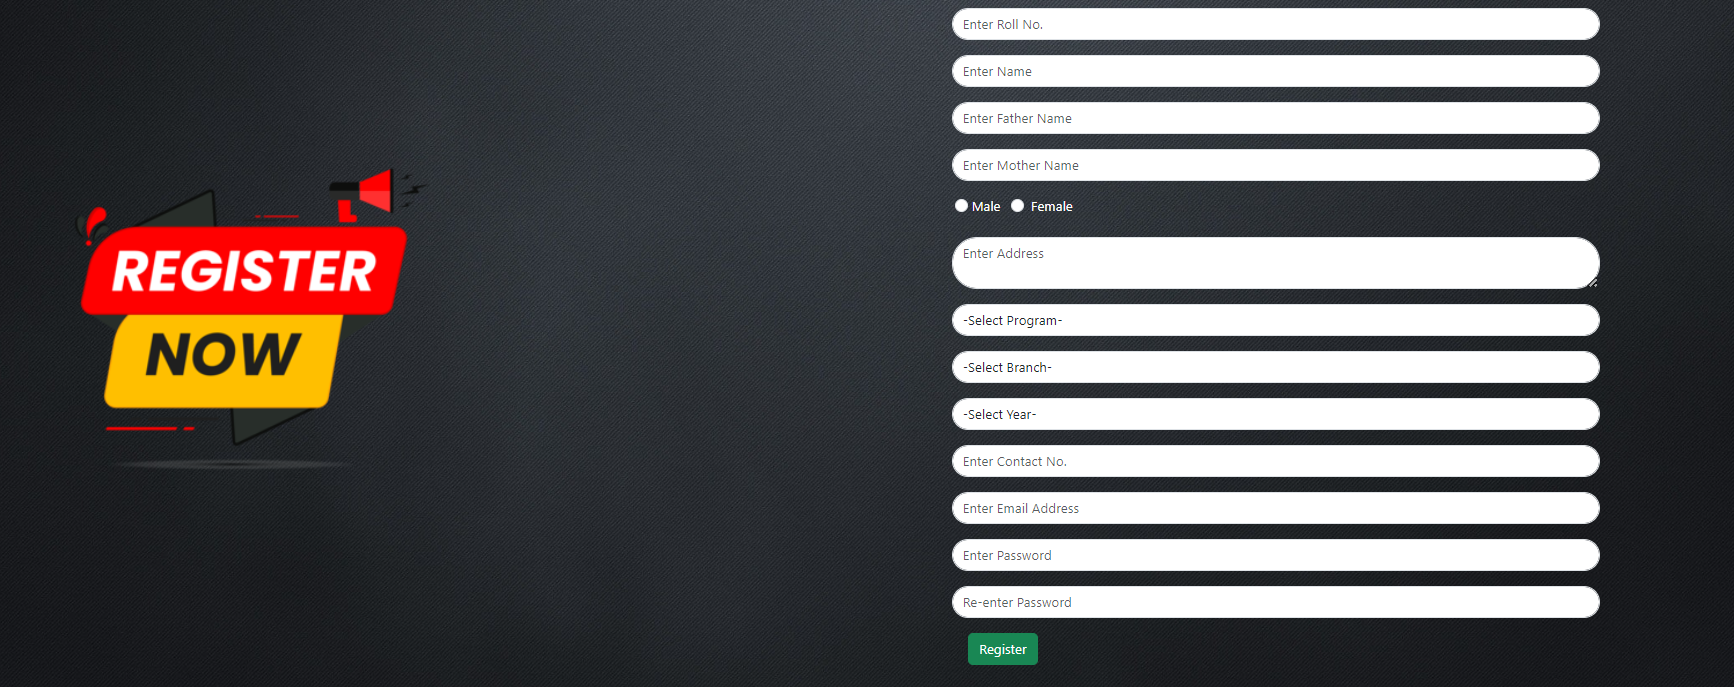 REGISTER
NOW
Enter Roll No.
Enter Name
Enter Father Name
Enter Mother Name
Male Female
Enter Address
-Select Program-
-Select Branch-
-Select Year-
Enter Contact No.
Enter Email Address
Enter Password
Re-enter Password
Register